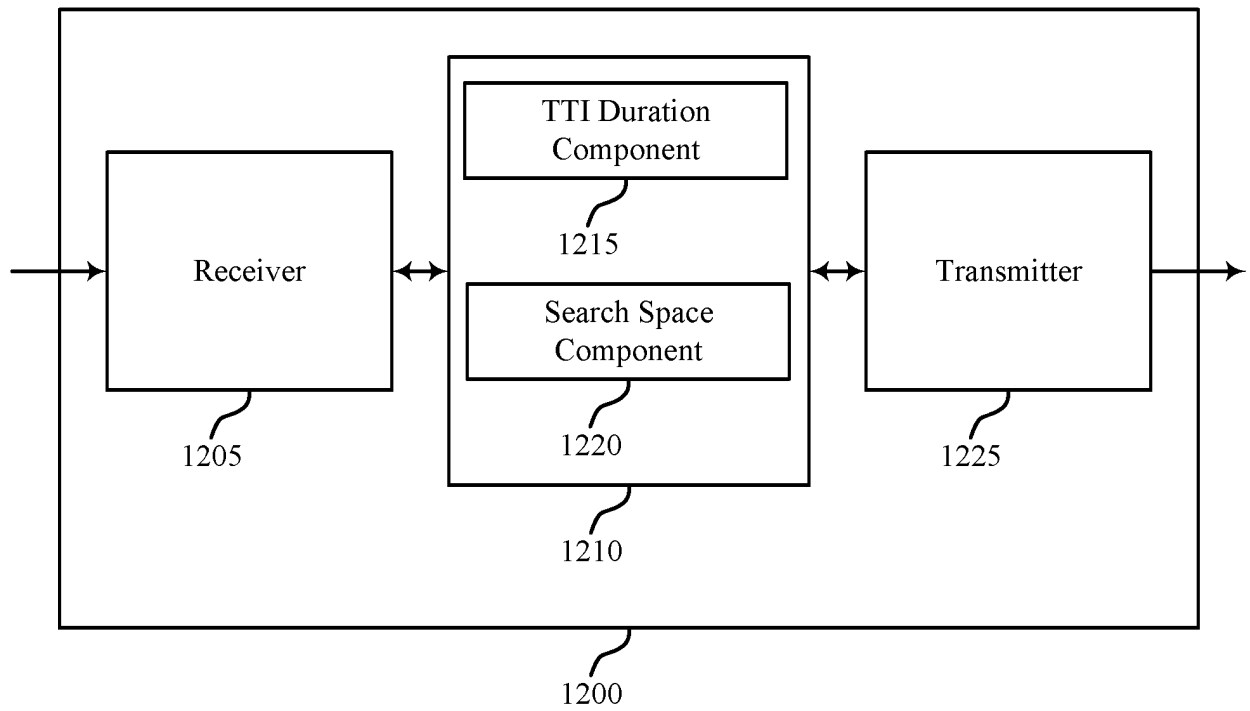 TTI Duration
Component
1215
Receiver
1205
Search Space
Component
1220
1210
Transmitter
1225
1200